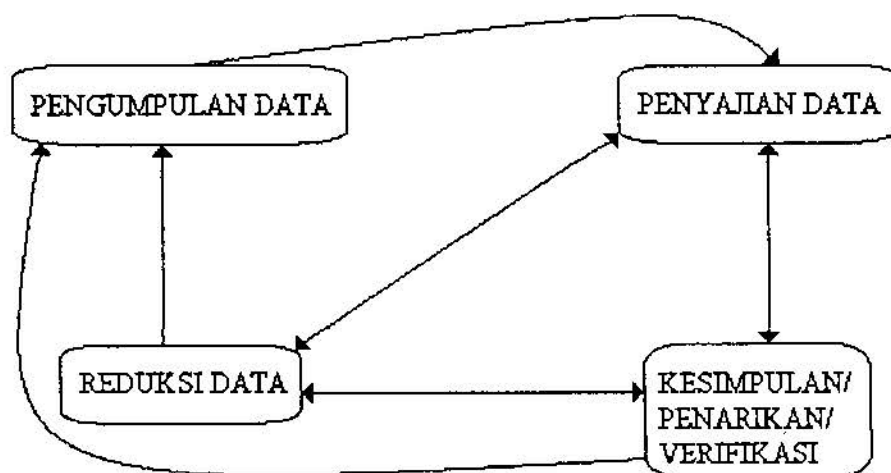 PENGUMPULAN DATA
PENYAJIAN DATA
REDUKSI DATA
KESIMPULAN/
PENARIKAN/
VERIFIKASI